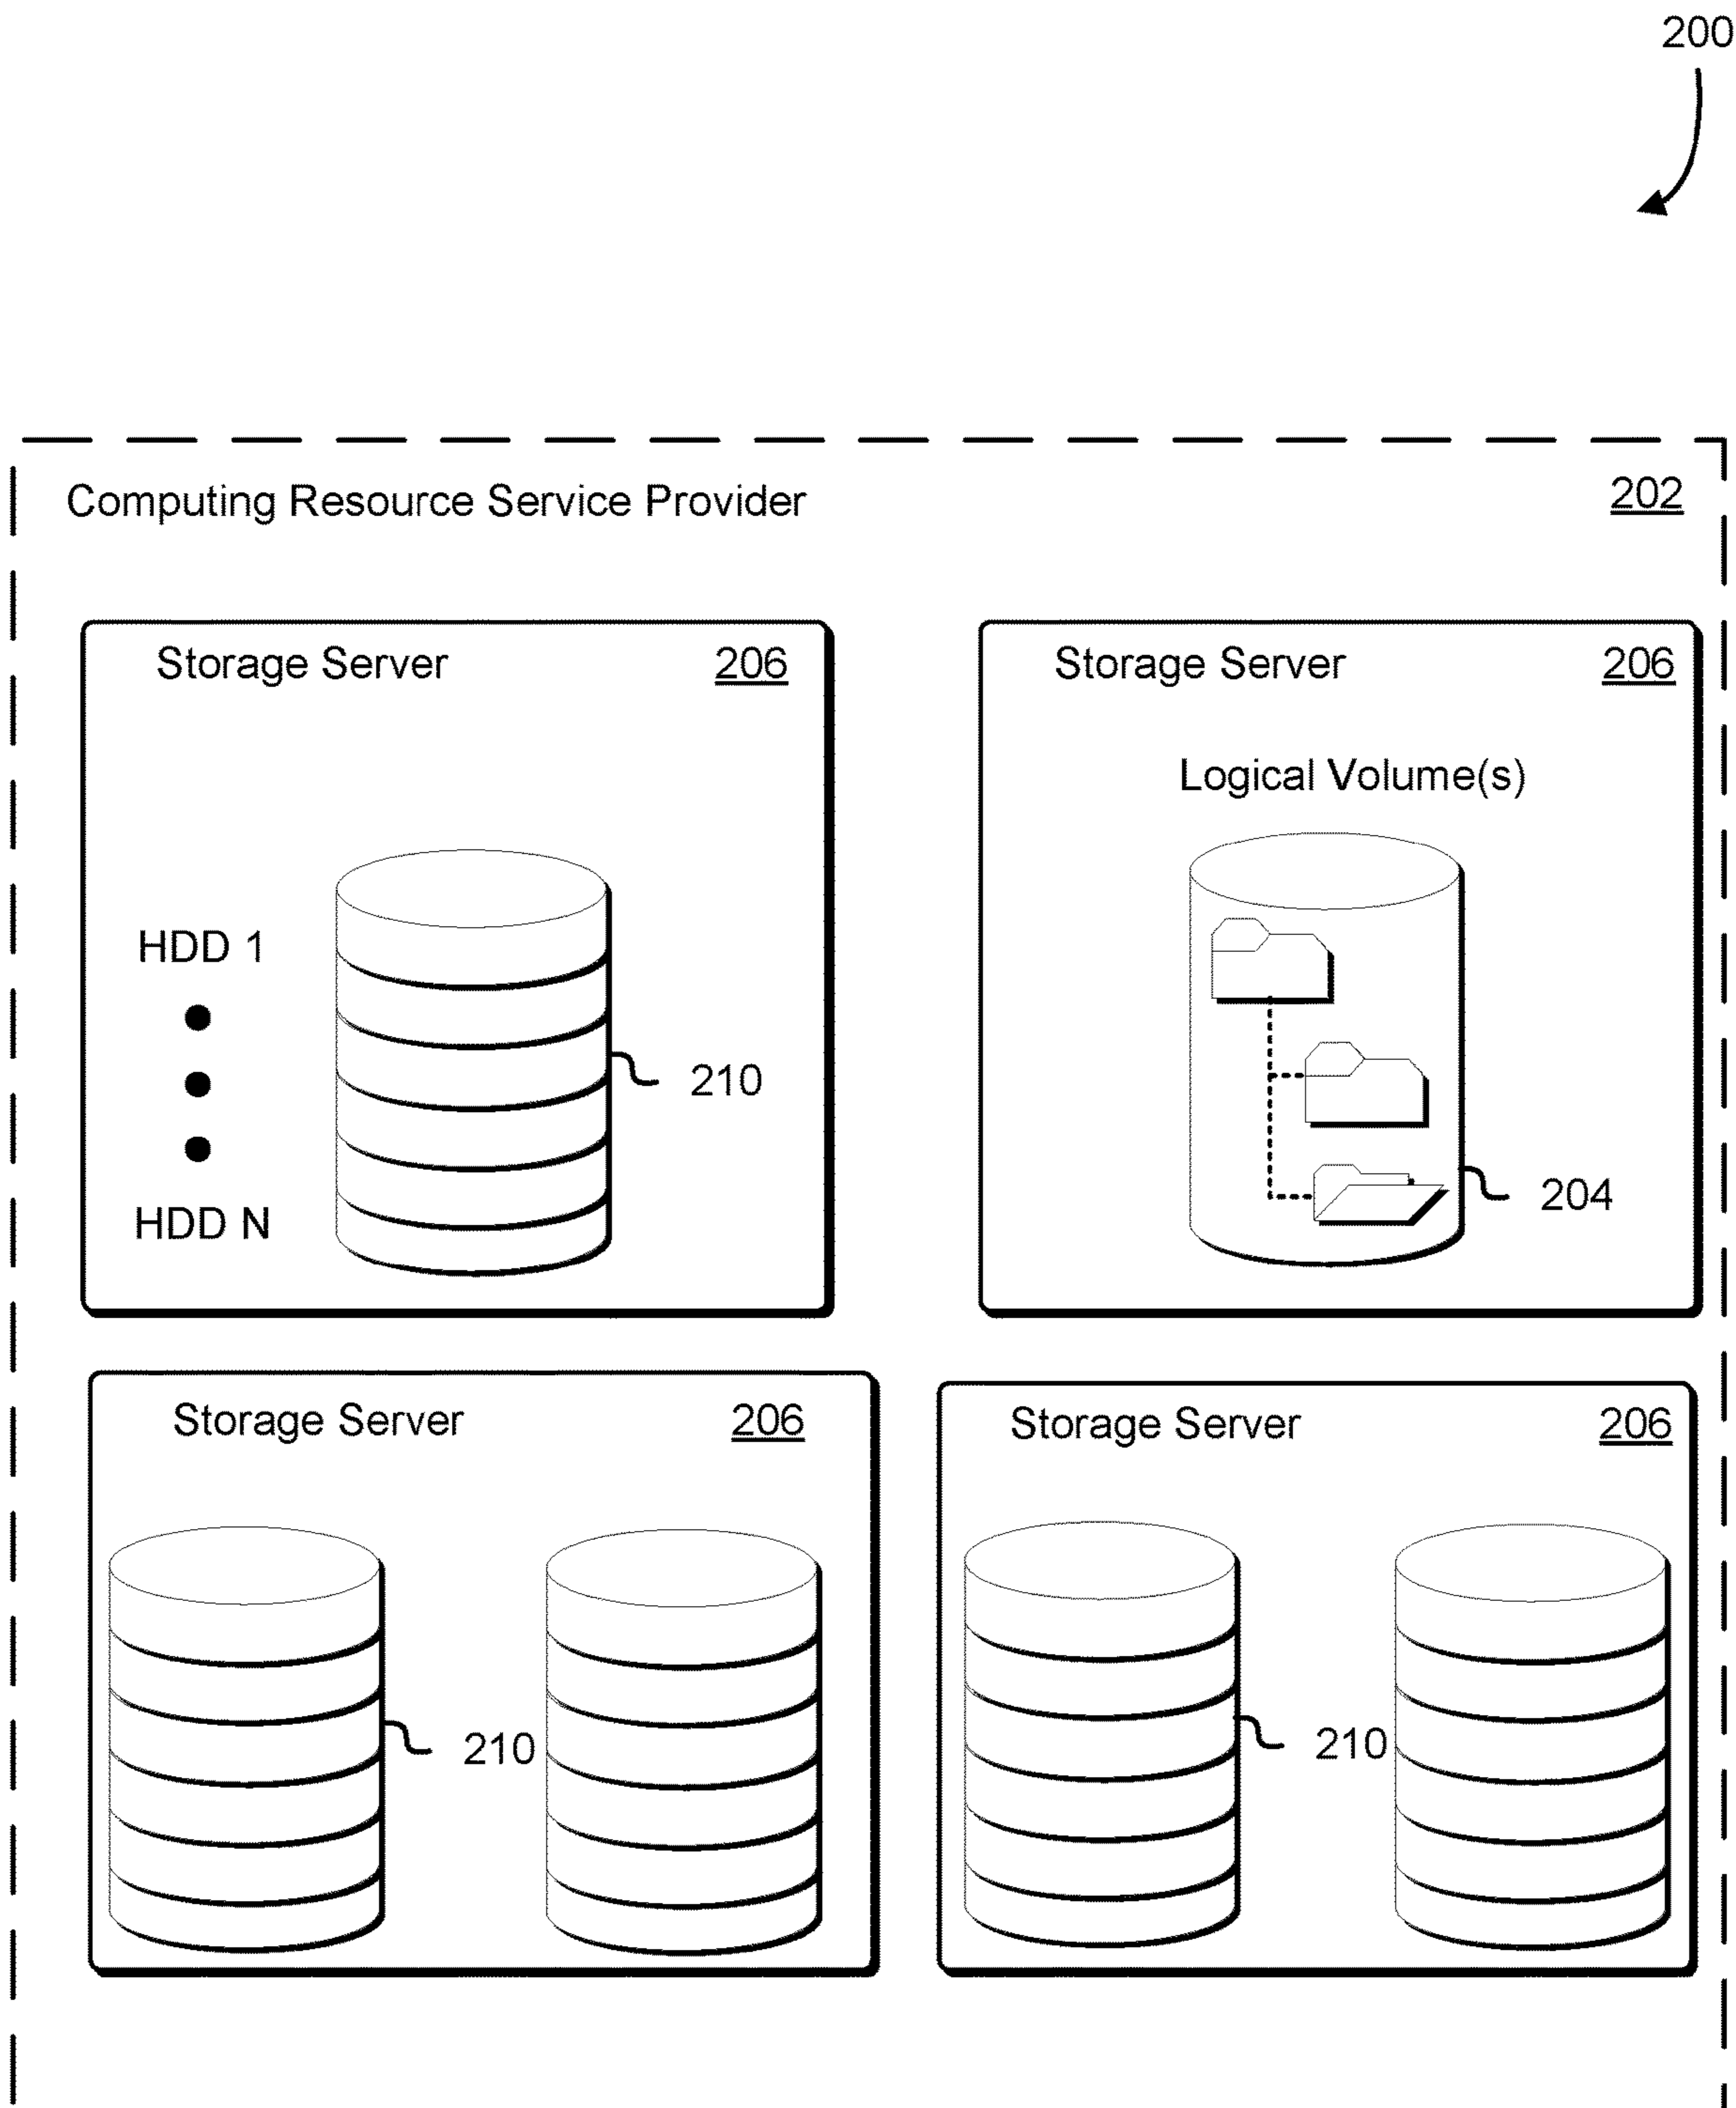 200
Computing Resource Service Provider 202
Storage Server 206
Storage Server 206
Logical Volume(s)
HDD 1
210
HDD N
204
Storage Server 206
Storage Server 206
210
210